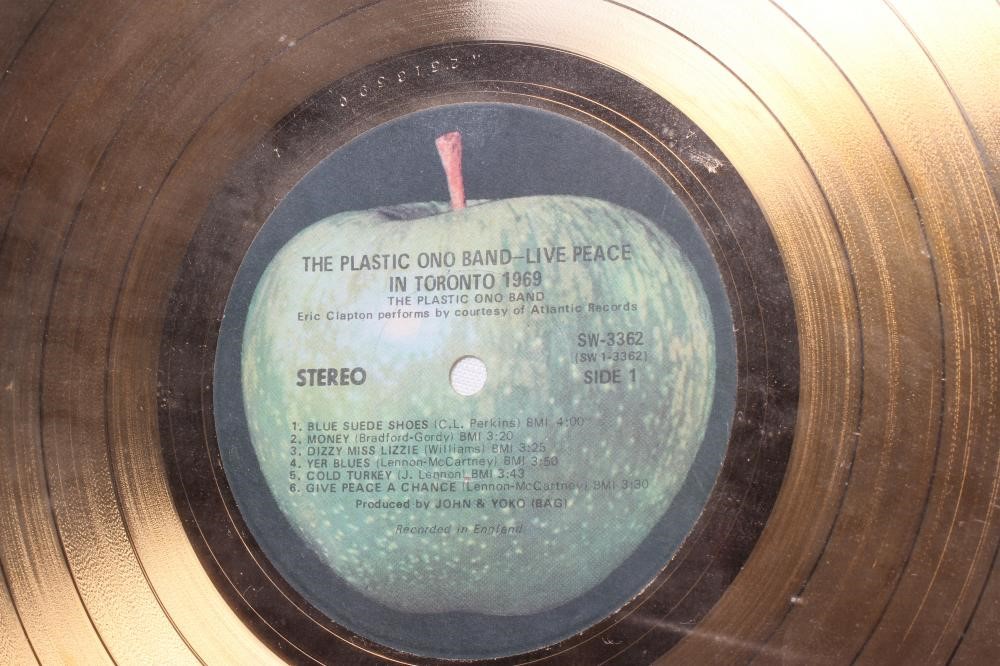 THE PLASTIC ONO BAND—LIVE PEACE
IN TORONTO 1969
THE PLASTIC ONO BAND
Eric Clapton performs by courtesy of Atlantic Records
SW-3362
(SW 1-3362)
STEREO
SIDE 1
1. BLUE SUEDE SHOES (C.L. Perkins) BMI 4:00
2. MONEY (Bradford-Gordy) BMI 3:20
3. DIZZY MISS LIZZIE (Williams) BMI 3:25
4. YER BLUES (Lennon-McCartney) BMI 3:50
5. COLD TURKEY (J. Lennon) BMI 3:43
6. GIVE PEACE A CHANCE (Lennon-McCartney) BMI 3:30
Produced by JOHN & YOKO (BAG)
Recorded in England